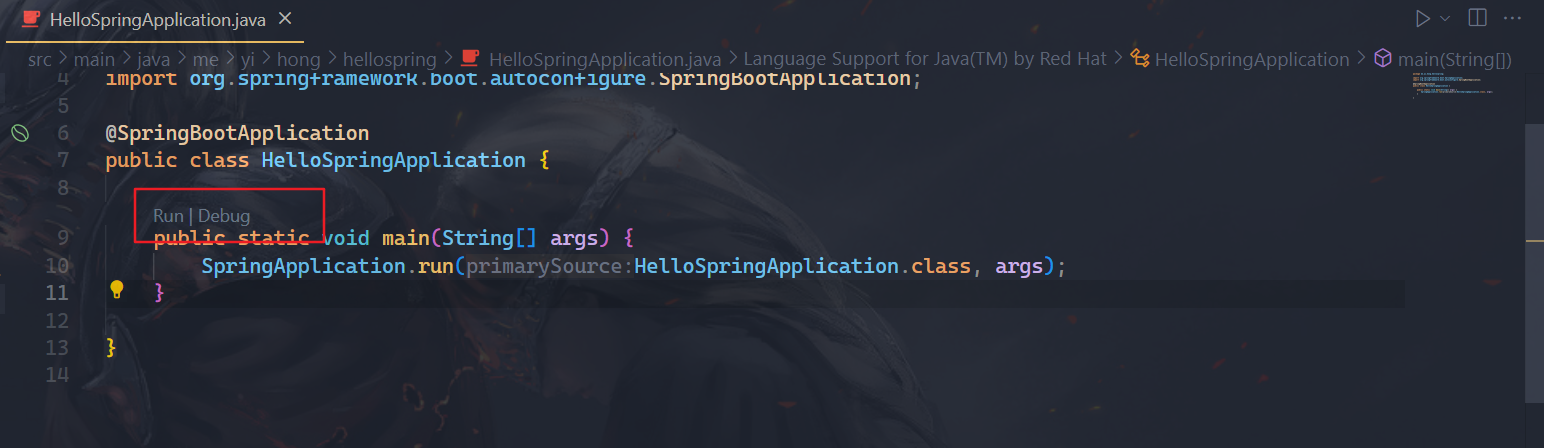 HelloSpringApplication.java
src > main > java > me > yi > hong > hellospring > HelloSpringApplication.java > Language Support for Java(TM) by Red Hat > HelloSpringApplication > main(String[])
4 import org.springframework.boot.autoconfigure.SpringBootApplication;
5
6 @SpringBootApplication
7 public class HelloSpringApplication {
8
Run | Debug
9 public static void main(String[] args) {
10 SpringApplication.run(primarySource:HelloSpringApplication.class, args);
11 }
12
13 }
14